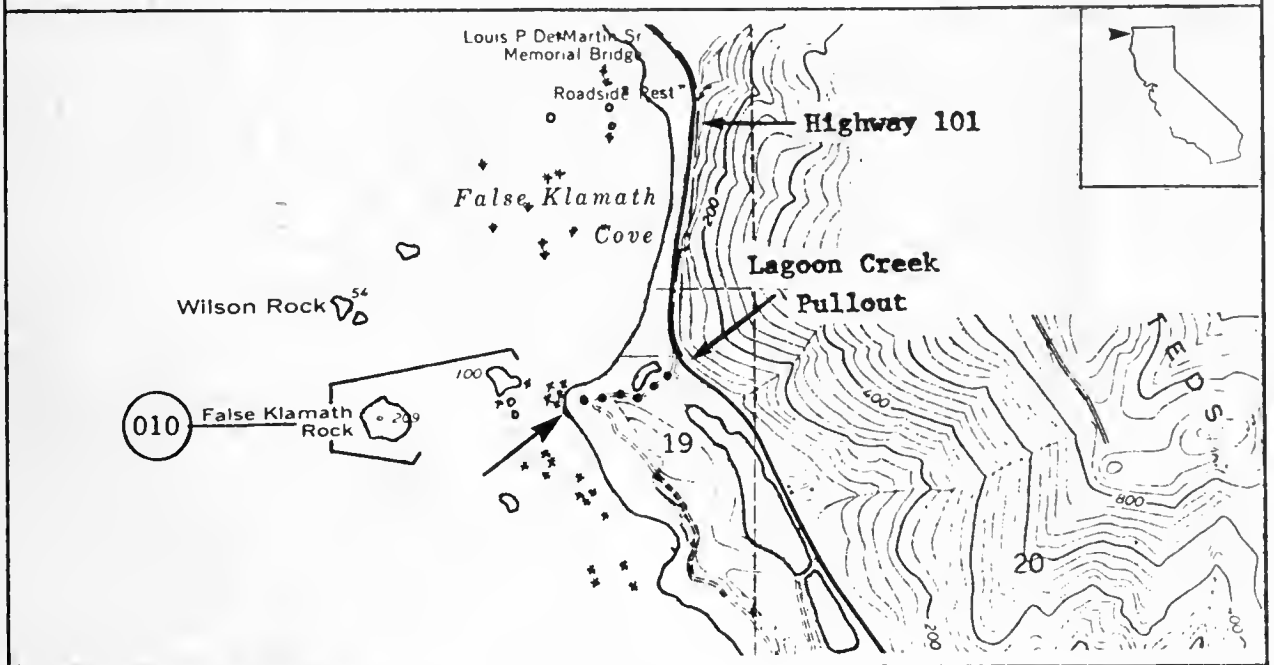 Louis P DeMartin Sr
Memorial Bridge
Roadside Rest
Highway 101
False Klamath
Cove
200
Lagoon Creek
Pullout
Wilson Rock
54
100
010
False Klamath
Rock
209
19
400
800
20
200